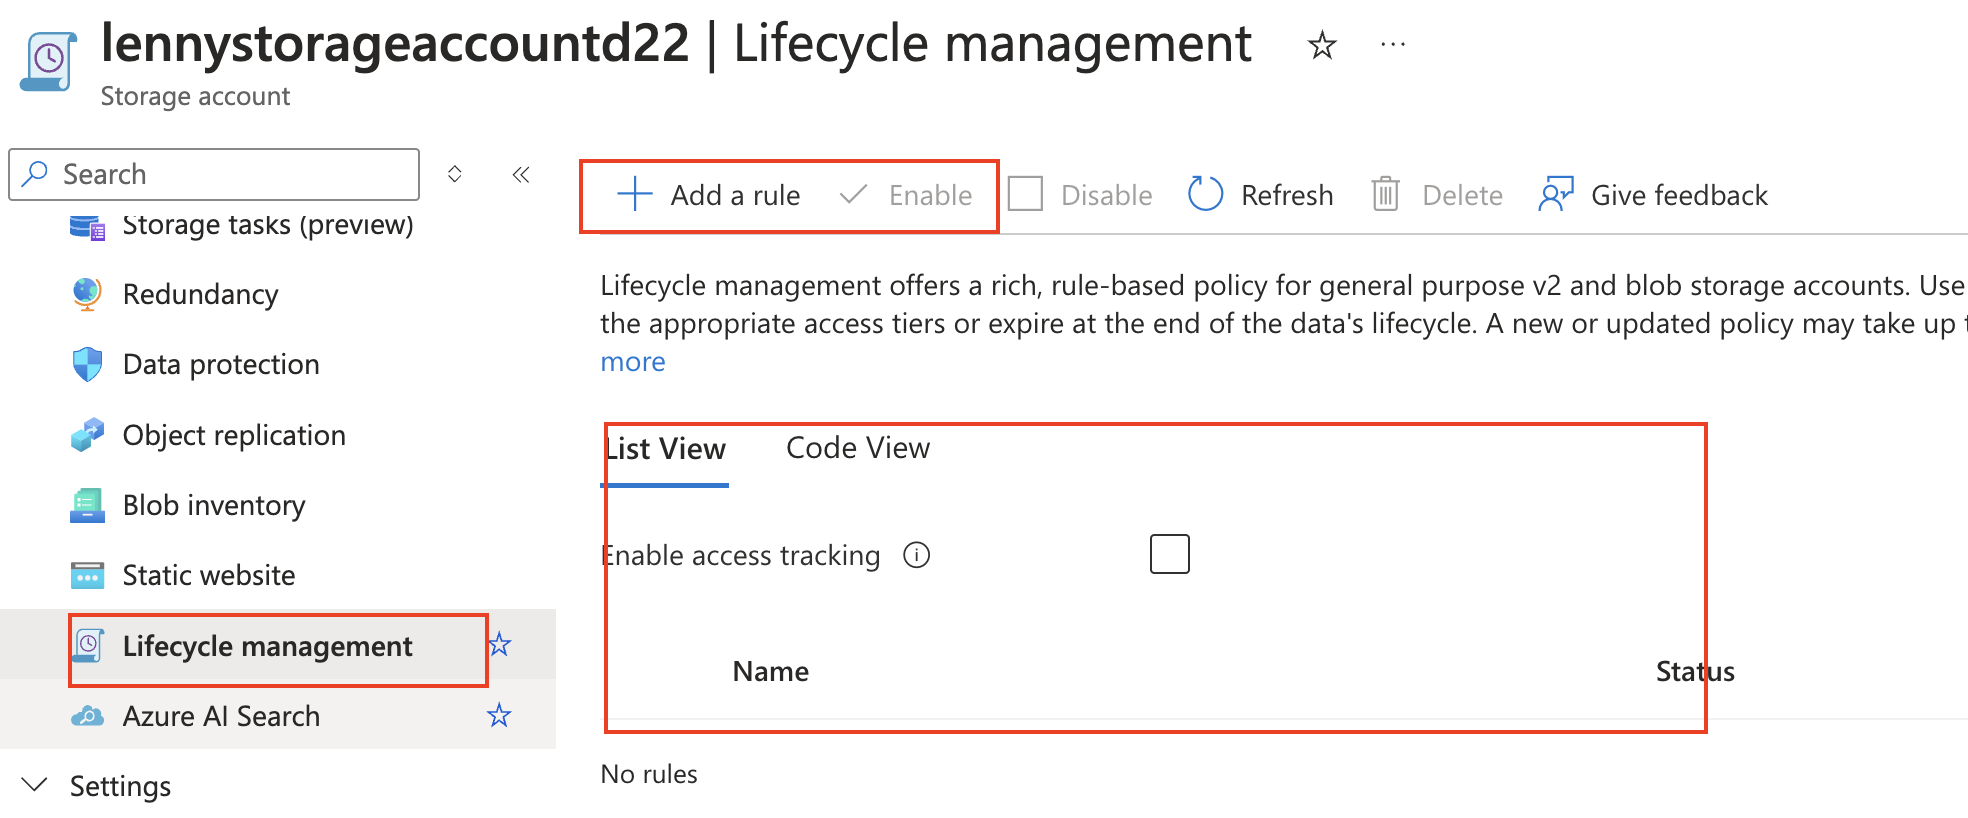 lennystorageaccountd22 | Lifecycle management
Storage account
Search
Storage tasks (preview)
Redundancy
Data protection
Object replication
Blob inventory
Static website
Lifecycle management
Azure AI Search
Settings
Add a rule
Enable
Disable
Refresh
Delete
Give feedback
Lifecycle management offers a rich, rule-based policy for general purpose v2 and blob storage accounts. Use
the appropriate access tiers or expire at the end of the data's lifecycle. A new or updated policy may take up
more
List View
Code View
Enable access tracking
Name
Status
No rules